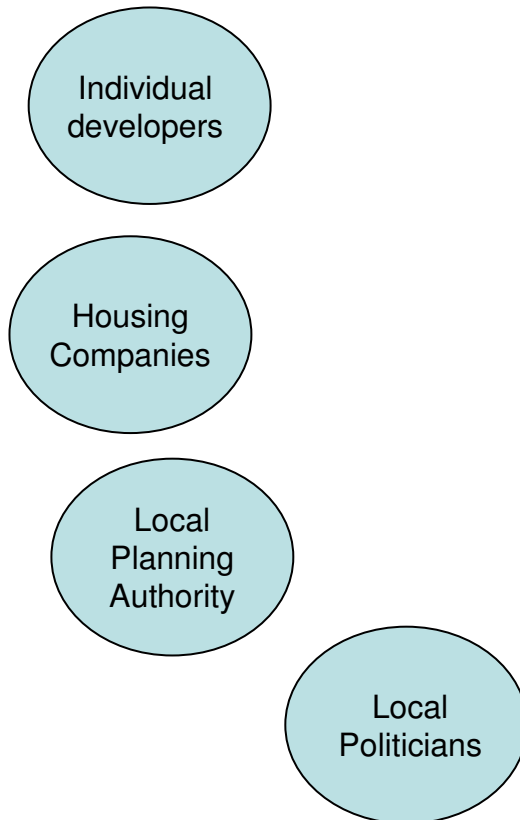 Individual
developers
Housing
Companies
Local
Planning
Authority
Local
Politicians